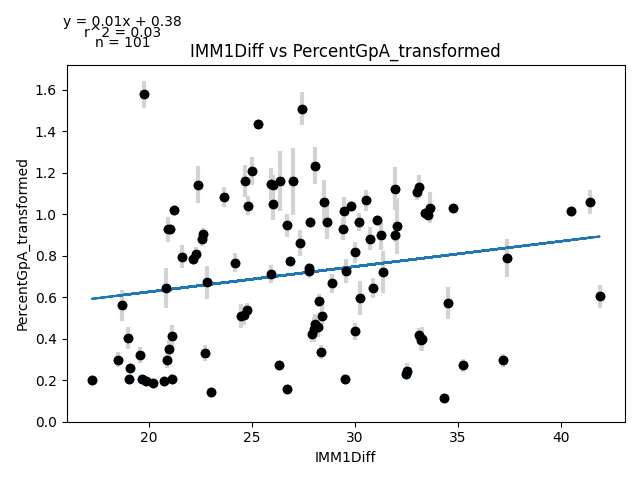 y = 0.01x + 0.38
r^2 = 0.03
n = 101
IMM1Diff vs PercentGpA_transformed
PercentGpA_transformed
1.6
1.4
1.2
1.0
0.8
0.6
0.4
0.2
0.0
20 25 30 35 40
IMM1Diff